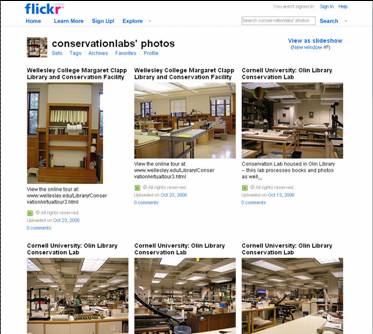 flickr
You aren't signed in Sign In Help
Home Learn More Sign Up! Explore
Search conservationlabs' photos Search
conservationlabs' photos
Sets Tags Archives Favorites Profile
View as slideshow
(New window)
Wellesley College Margaret Clapp
Library and Conservation Facility
View the online tour at
www.wellesley.edu/Library/Conser
vation/virtualtour3.html
© All rights reserved.
Uploaded on Oct 23, 2006
0 comments
Wellesley College Margaret Clapp
Library and Conservation Facility
View the online tour at
www.wellesley.edu/Library/Conser
vation/virtualtour3.html
© All rights reserved.
Uploaded on Oct 23, 2006
0 comments
Cornell University: Olin Library
Conservation Lab
Conservation Lab housed in Olin Library
– this lab processes books and photos
as well...
© All rights reserved.
Uploaded on Oct 13, 2006
0 comments
Cornell University: Olin Library
Conservation Lab
Cornell University: Olin Library
Conservation Lab
Cornell University: Olin Library
Conservation Lab